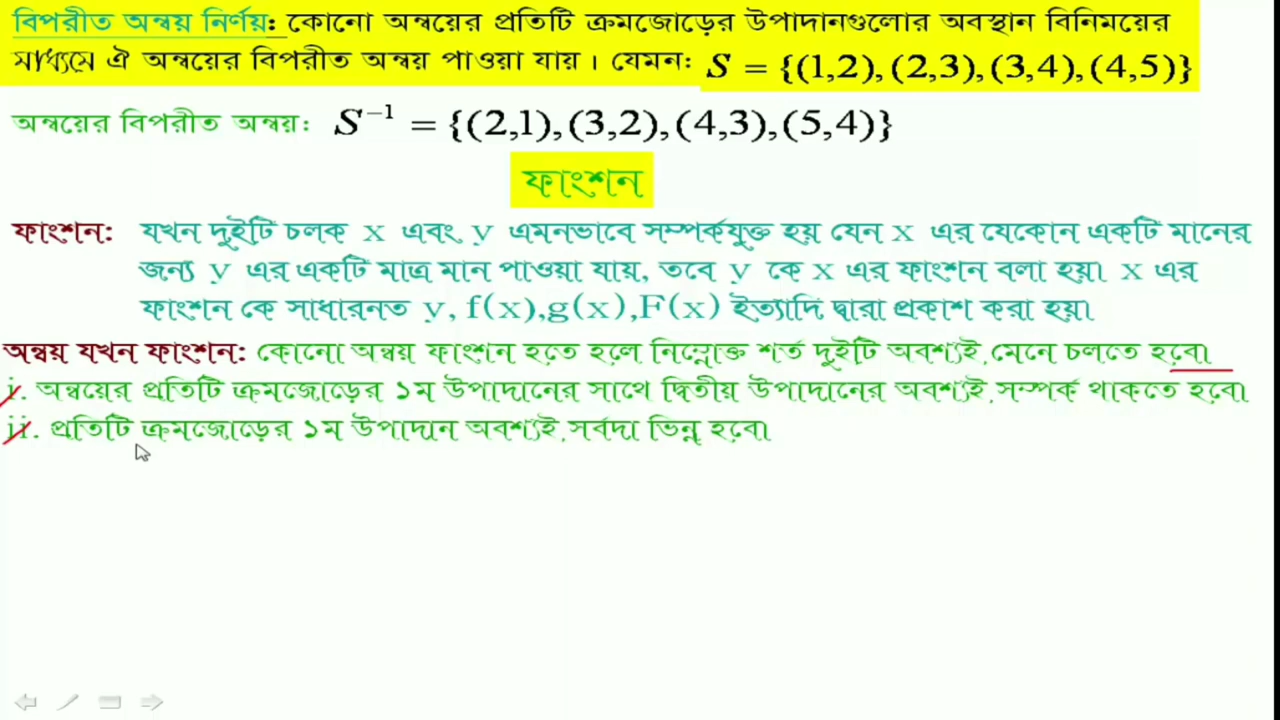 বিপরীত অন্বয় নির্ণয়: কোনো অন্বয়ের প্রতিটি ক্রমজোড়ের উপাদানগুলোর অবস্থান বিনিময়ের
মাধ্যমে ঐ অন্বয়ের বিপরীত অন্বয় পাওয়া যায় । যেমন: S = {(1,2),(2,3),(3,4),(4,5)}
অন্বয়ের বিপরীত অন্বয়: S⁻¹ = {(2,1),(3,2),(4,3),(5,4)}
ফাংশন
ফাংশন: যখন দুইটি চলক x এবং y এমনভাবে সম্পর্কযুক্ত হয় যেন x এর যেকোন একটি মানের
জন্য y এর একটি মাত্র মান পাওয়া যায়, তবে y কে x এর ফাংশন বলা হয়। x এর
ফাংশন কে সাধারনত y, f(x),g(x),F(x) ইত্যাদি দ্বারা প্রকাশ করা হয়।
অন্বয় যখন ফাংশন: কোনো অন্বয় ফাংশন হতে হলে নিম্নোক্ত শর্ত দুইটি অবশ্যই মেনে চলতে হবে।
i. অন্বয়ের প্রতিটি ক্রমজোড়ের ১ম উপাদানের সাথে দ্বিতীয় উপাদানের অবশ্যই সম্পর্ক থাকতে হবে।
ii. প্রতিটি ক্রমজোড়ের ১ম উপাদান অবশ্যই সর্বদা ভিন্ন হবে।